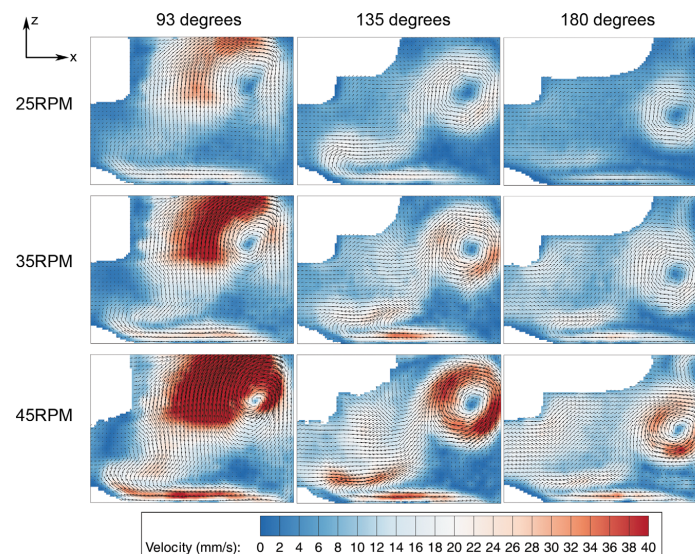 93 degrees 135 degrees 180 degrees
z
x
25RPM
35RPM
45RPM
Velocity (mm/s): 0 2 4 6 8 10 12 14 16 18 20 22 24 26 28 30 32 34 36 38 40